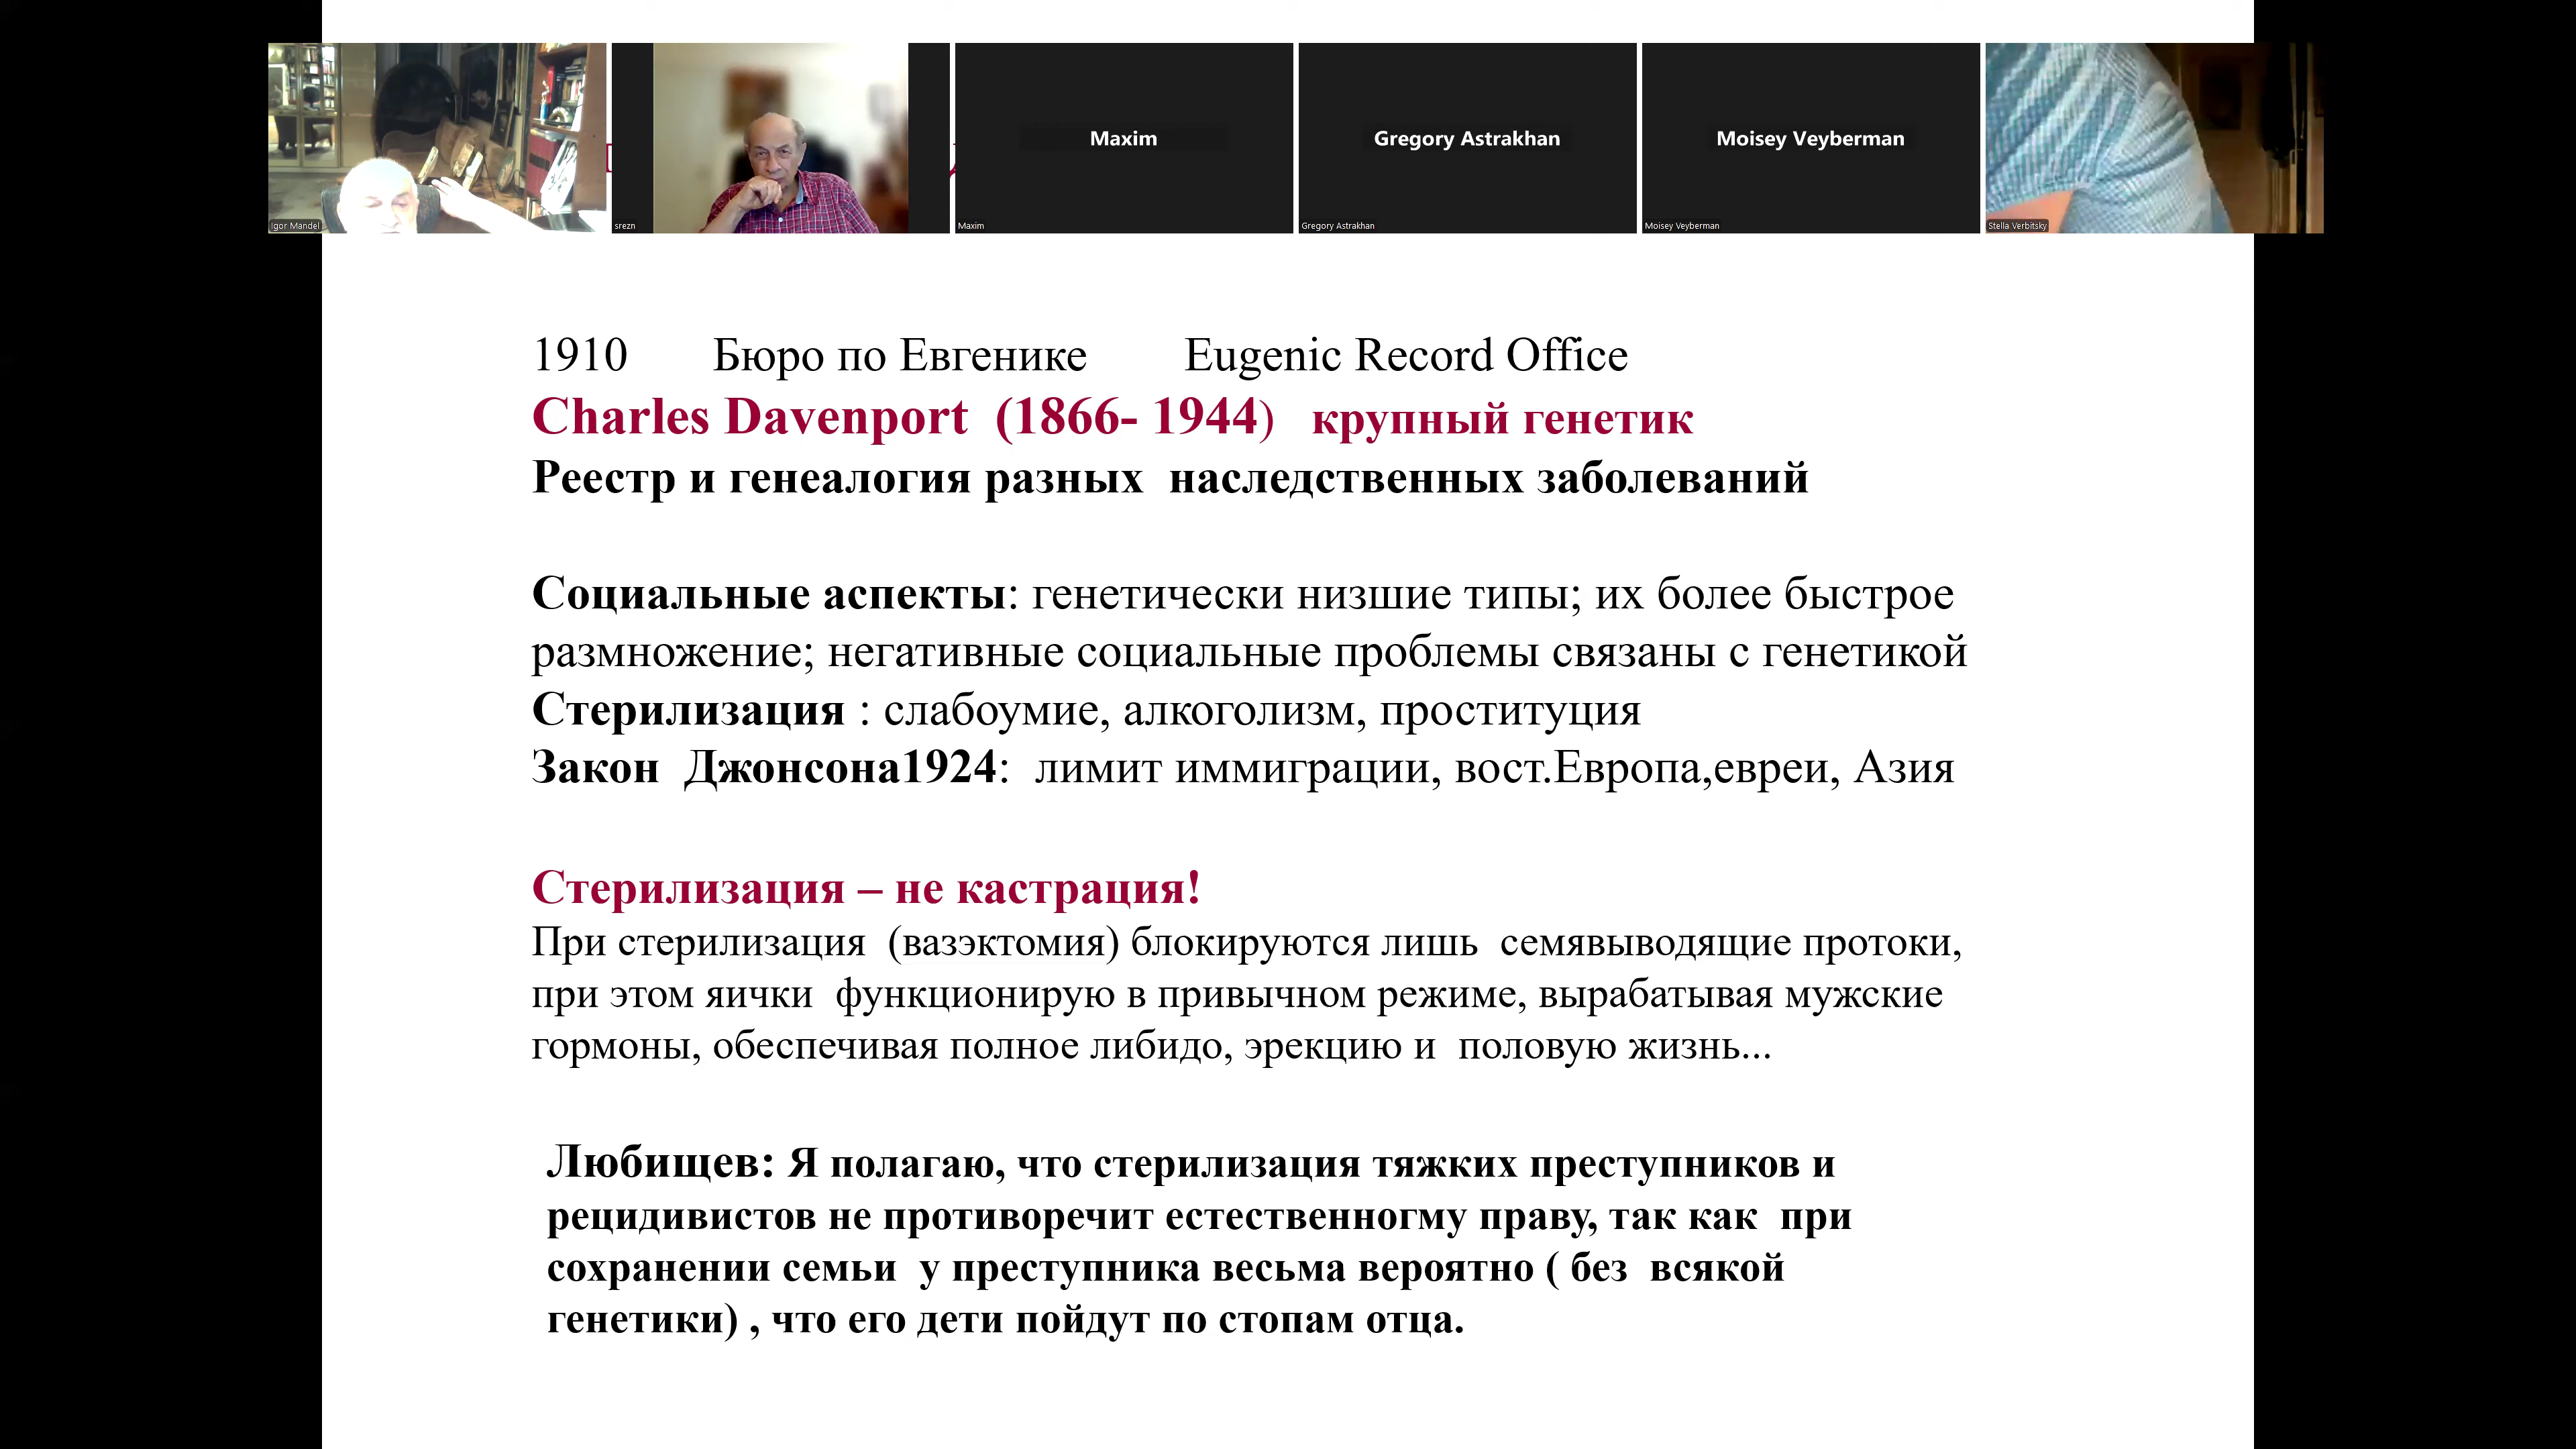 Maxim
Gregory Astrakhan
Moisey Veyberman
Igor Mandel
srezn
Maxim
Gregory Astrakhan
Moisey Veyberman
Stella Verbitsky
1910 Бюро по Евгенике Eugenic Record Office
Charles Davenport (1866- 1944) крупный генетик
Реестр и генеалогия разных наследственных заболеваний
Социальные аспекты: генетически низшие типы; их более быстрое
размножение; негативные социальные проблемы связаны с генетикой
Стерилизация : слабоумие, алкоголизм, проституция
Закон Джонсона1924: лимит иммиграции, вост.Европа,евреи, Азия
Стерилизация – не кастрация!
При стерилизация (вазэктомия) блокируются лишь семявыводящие протоки,
при этом яички функционирую в привычном режиме, вырабатывая мужские
гормоны, обеспечивая полное либидо, эрекцию и половую жизнь...
Любищев: Я полагаю, что стерилизация тяжких преступников и
рецидивистов не противоречит естественногму праву, так как при
сохранении семьи у преступника весьма вероятно ( без всякой
генетики) , что его дети пойдут по стопам отца.